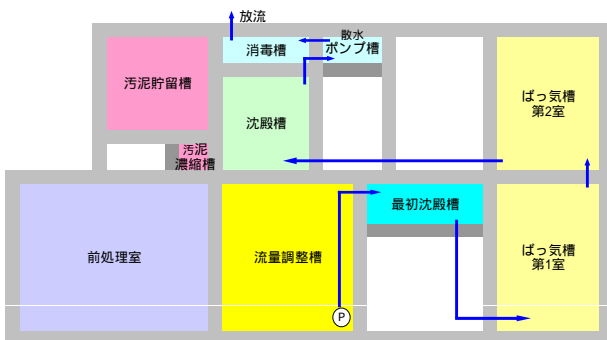 放流
散水
ポンプ槽
消毒槽
汚泥貯留槽
ばっ気槽
第2室
沈殿槽
汚泥
濃縮槽
最初沈殿槽
前処理室
流量調整槽
ばっ気槽
第1室
P